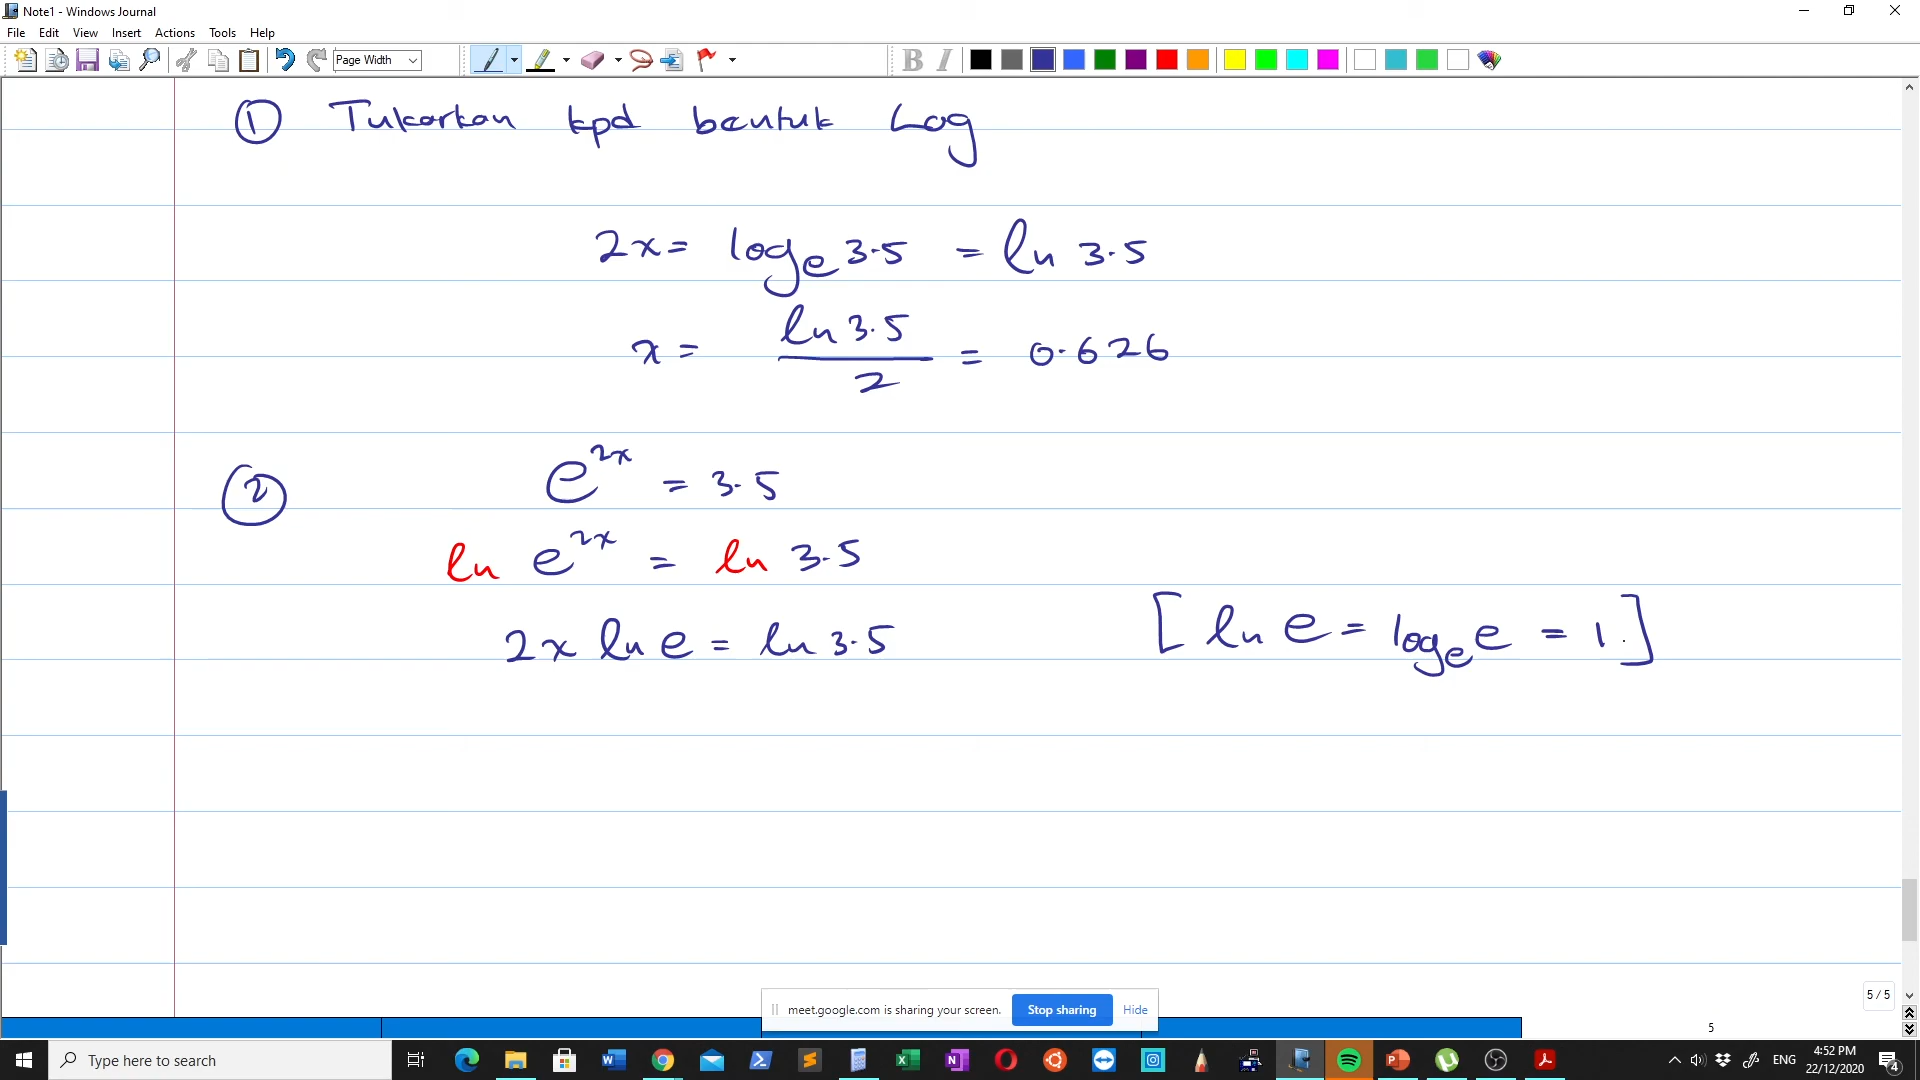 Note1 - Windows Journal
File Edit View Insert Actions Tools Help
Page Width
B I
① Tukarkan kpd bentuk Log
2x = logₑ 3.5 = ln 3.5
x = ln 3.5 / 2 = 0.626
② e^2x = 3.5
ln e^2x = ln 3.5
2x ln e = ln 3.5 [ ln e = logₑ e = 1. ]
5 / 5
meet.google.com is sharing your screen. Stop sharing Hide
5
Type here to search
ENG
4:52 PM
22/12/2020
4